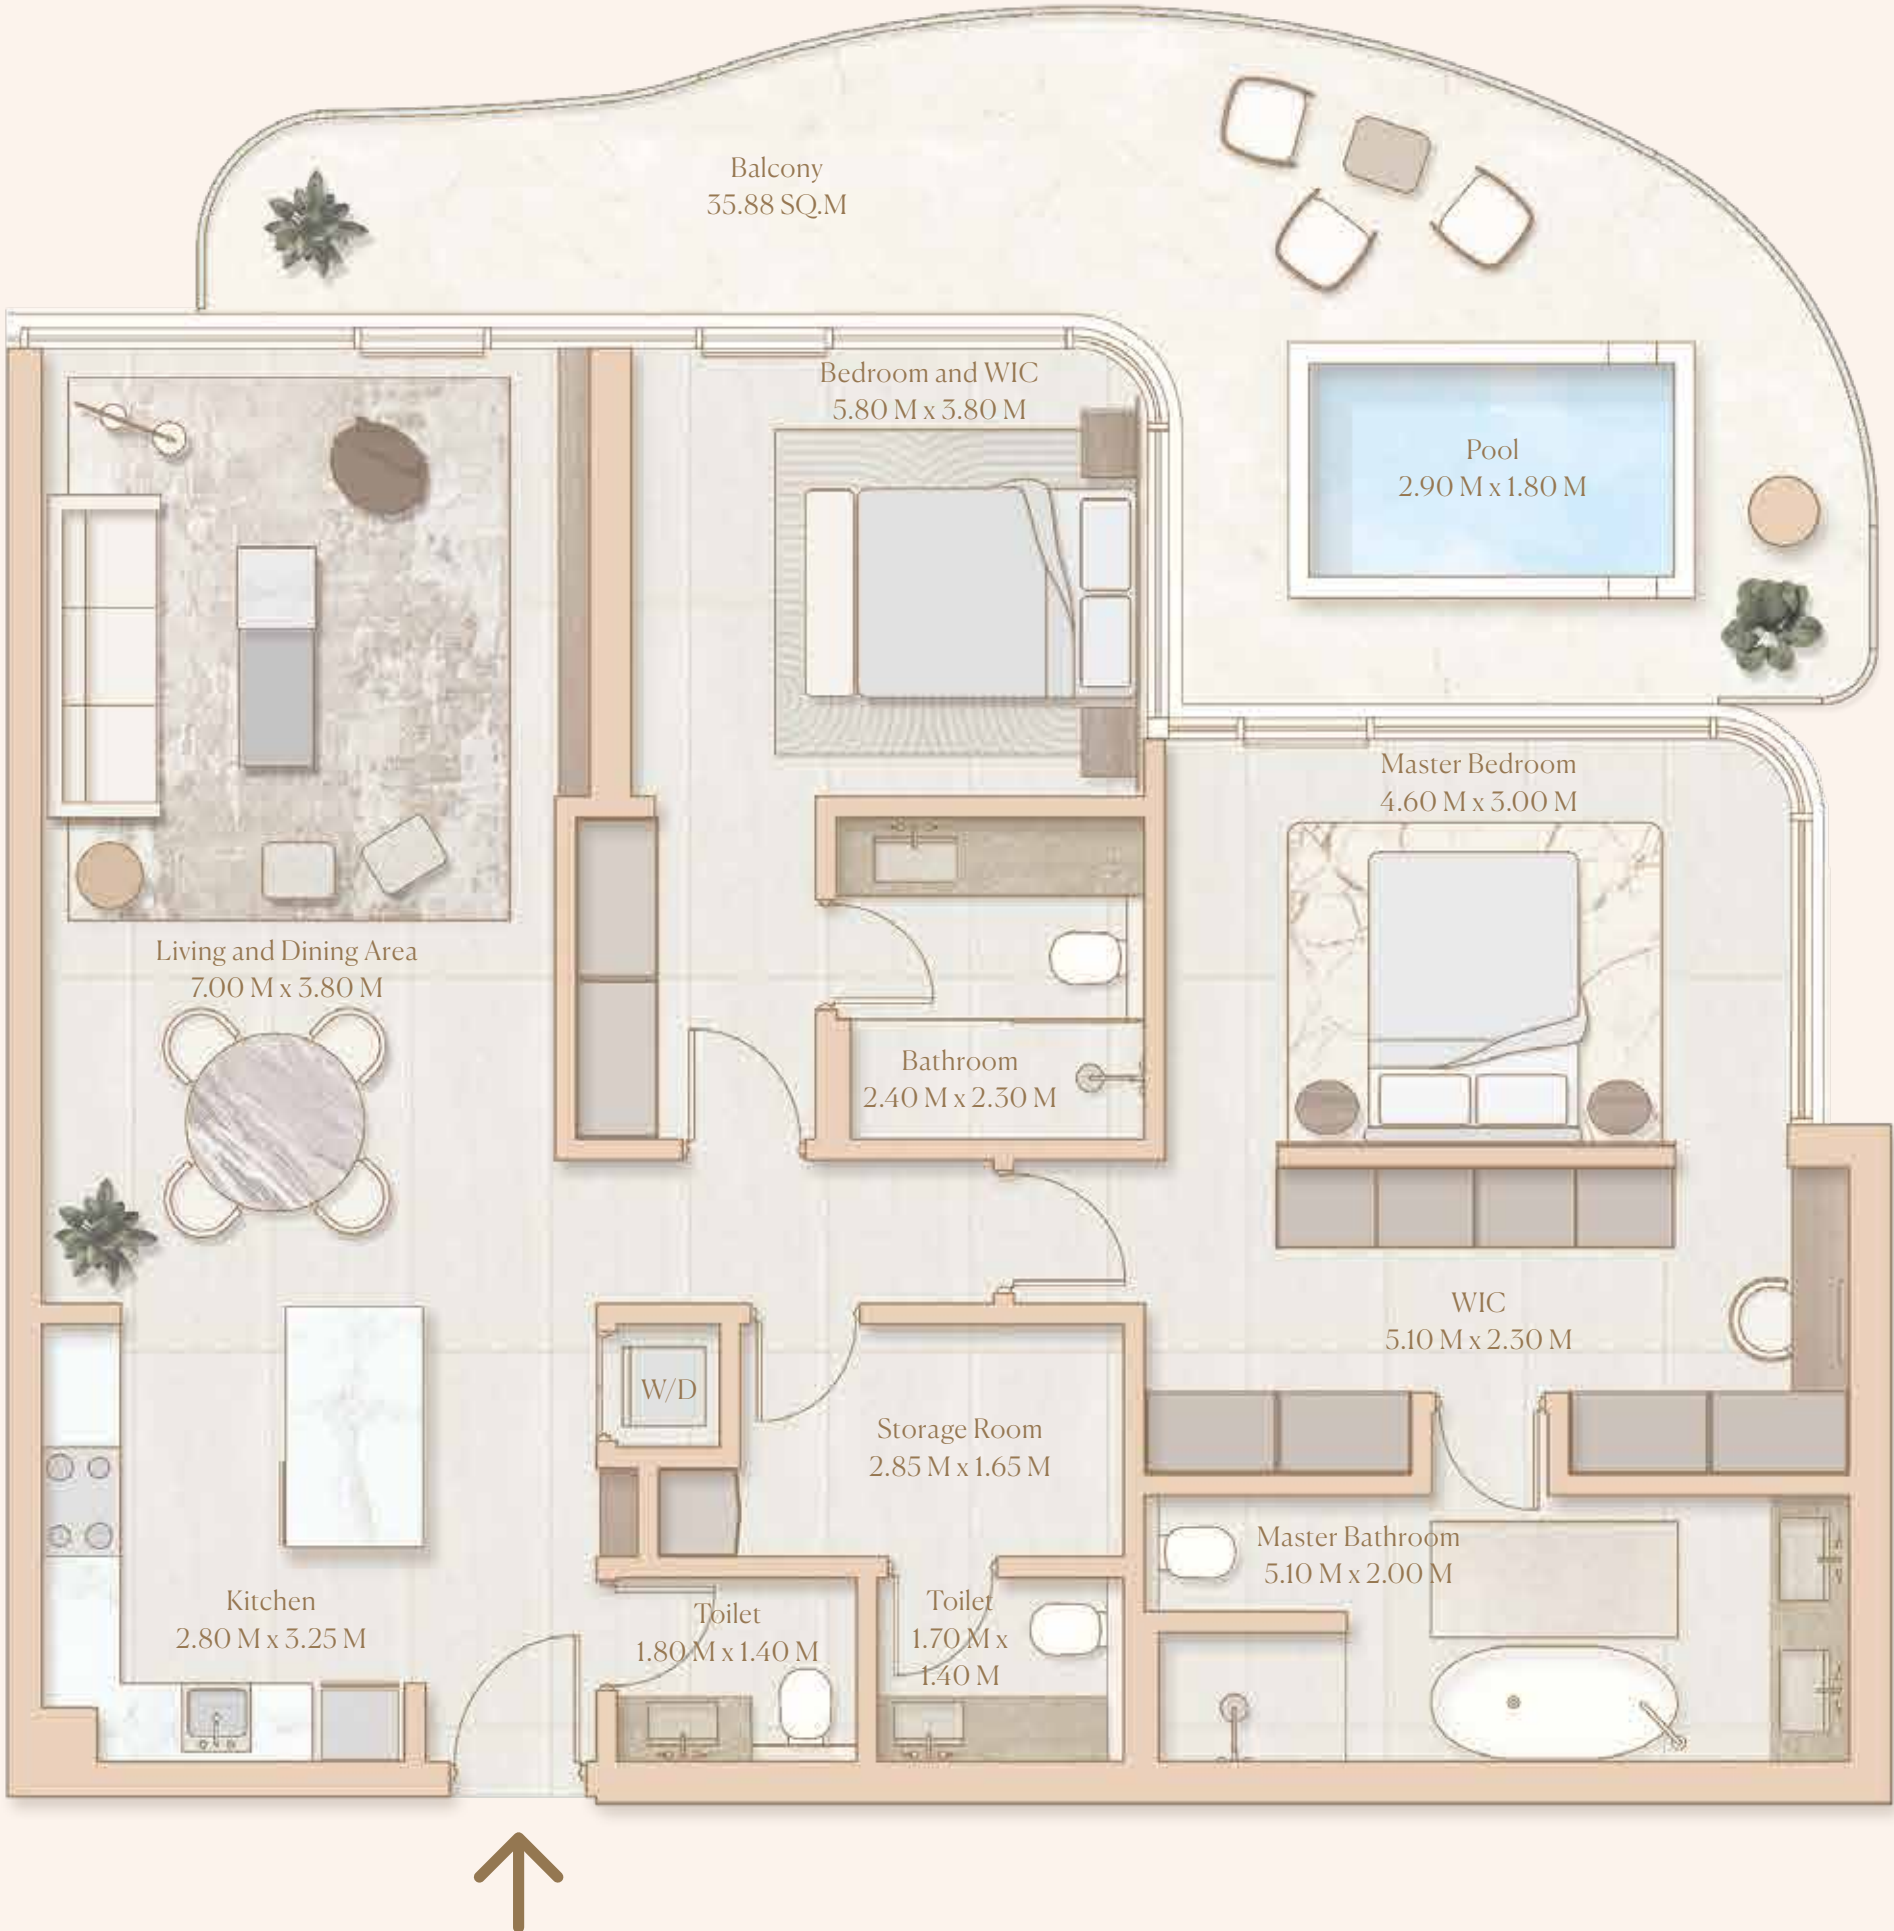 Balcony
35.88 SQ.M
Bedroom and WIC
5.80 M x 3.80 M
Pool
2.90 M x 1.80 M
Master Bedroom
4.60 M x 3.00 M
Living and Dining Area
7.00 M x 3.80 M
Bathroom
2.40 M x 2.30 M
WIC
5.10 M x 2.30 M
W/D
Storage Room
2.85 M x 1.65 M
Master Bathroom
5.10 M x 2.00 M
Kitchen
2.80 M x 3.25 M
Toilet
1.80 M x 1.40 M
Toilet
1.70 M x
1.40 M